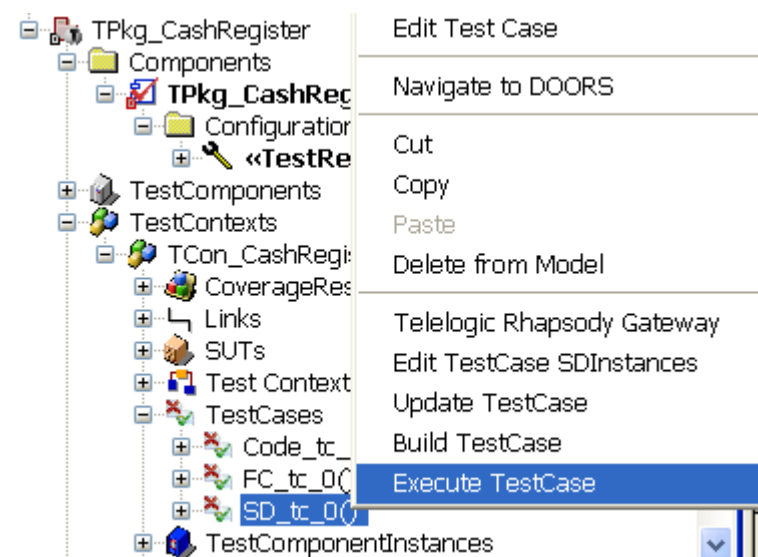 TPkg_CashRegister
Components
TPkg_CashReg
Configuration
«TestRe
TestComponents
TestContexts
TCon_CashRegi
CoverageRes
Links
SUTs
Test Context
TestCases
Code_tc_
FC_tc_0()
SD_tc_0()
TestComponentInstances
Edit Test Case
Navigate to DOORS
Cut
Copy
Paste
Delete from Model
Telelogic Rhapsody Gateway
Edit TestCase SDInstances
Update TestCase
Build TestCase
Execute TestCase